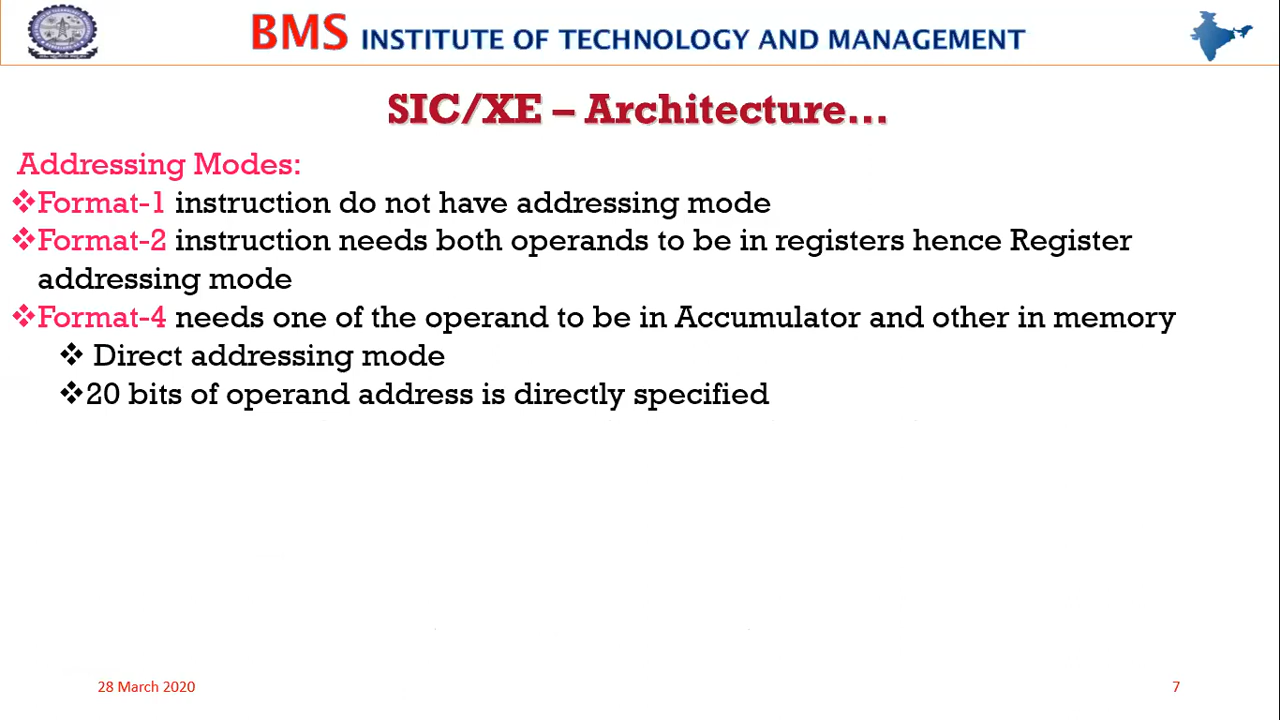 BMS INSTITUTE OF TECHNOLOGY AND MANAGEMENT
SIC/XE – Architecture...
Addressing Modes:
❖Format-1 instruction do not have addressing mode
❖Format-2 instruction needs both operands to be in registers hence Register
addressing mode
❖Format-4 needs one of the operand to be in Accumulator and other in memory
❖ Direct addressing mode
❖20 bits of operand address is directly specified
28 March 2020
7